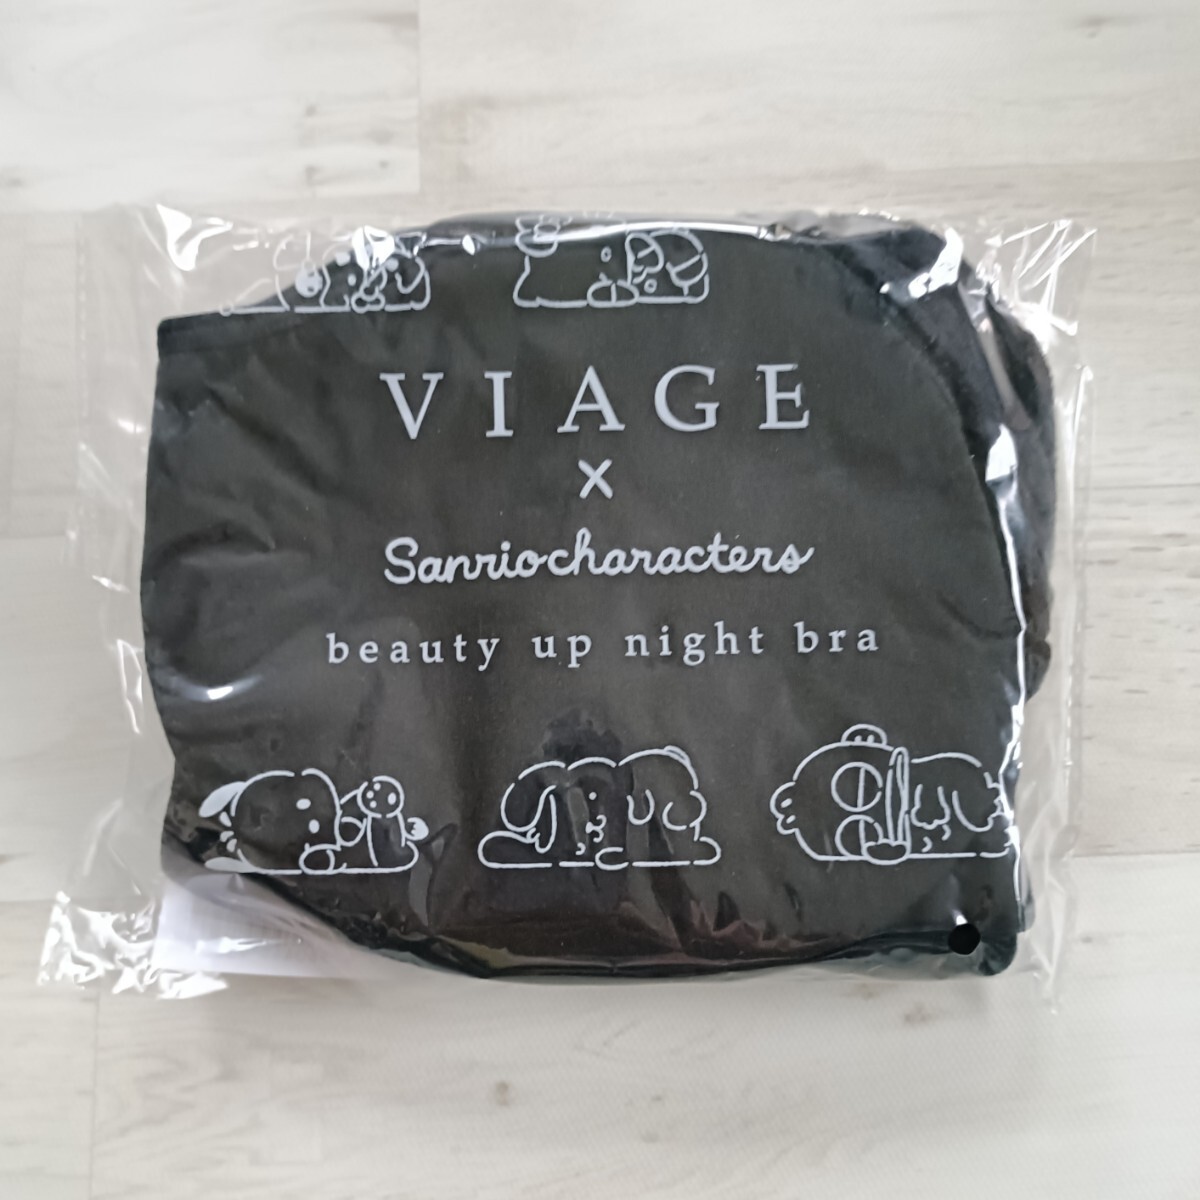 VIAGE
×
Sanriocharacters
beauty up night bra